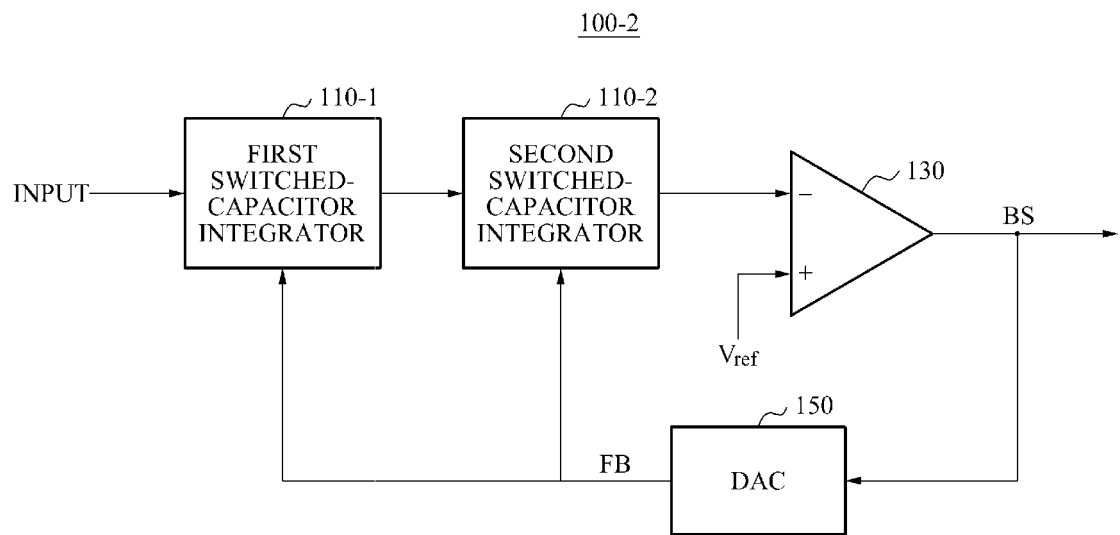 100-2
110-1
110-2
FIRST
SWITCHED-
CAPACITOR
INTEGRATOR
SECOND
SWITCHED-
CAPACITOR
INTEGRATOR
130
INPUT
−
BS
+
Vref
150
FB
DAC